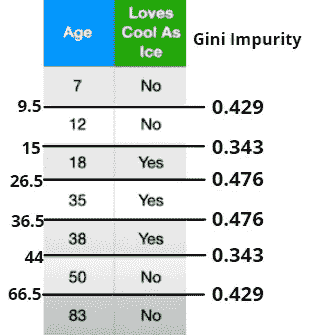 Age
Loves
Cool As
Ice
Gini Impurity
7 No
9.5 0.429
12 No
15 0.343
18 Yes
26.5 0.476
35 Yes
36.5 0.476
38 Yes
44 0.343
50 No
66.5 0.429
83 No